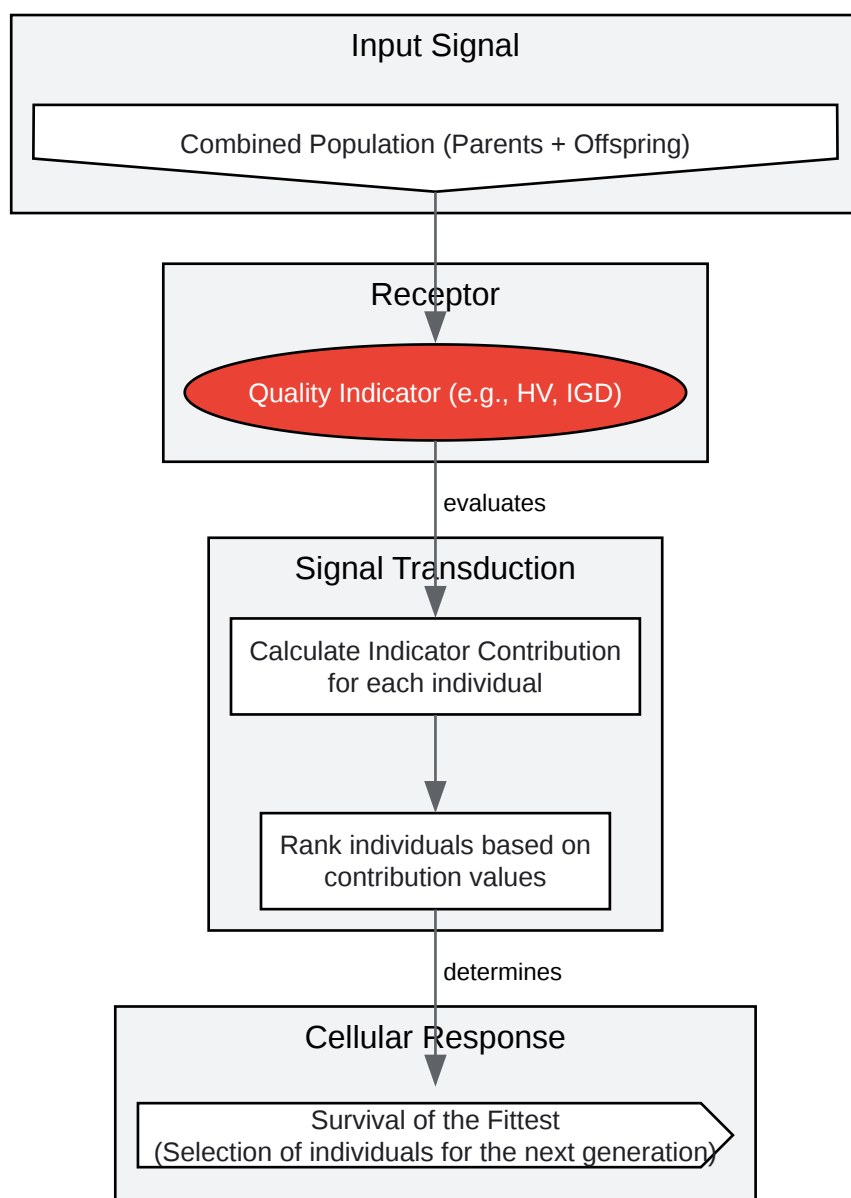 Input Signal
Combined Population (Parents + Offspring)
Receptor
Quality Indicator (e.g., HV, IGD)
evaluates
Signal Transduction
Calculate Indicator Contribution
for each individual
Rank individuals based on
contribution values
determines
Cellular Response
Survival of the Fittest
(Selection of individuals for the next generation)